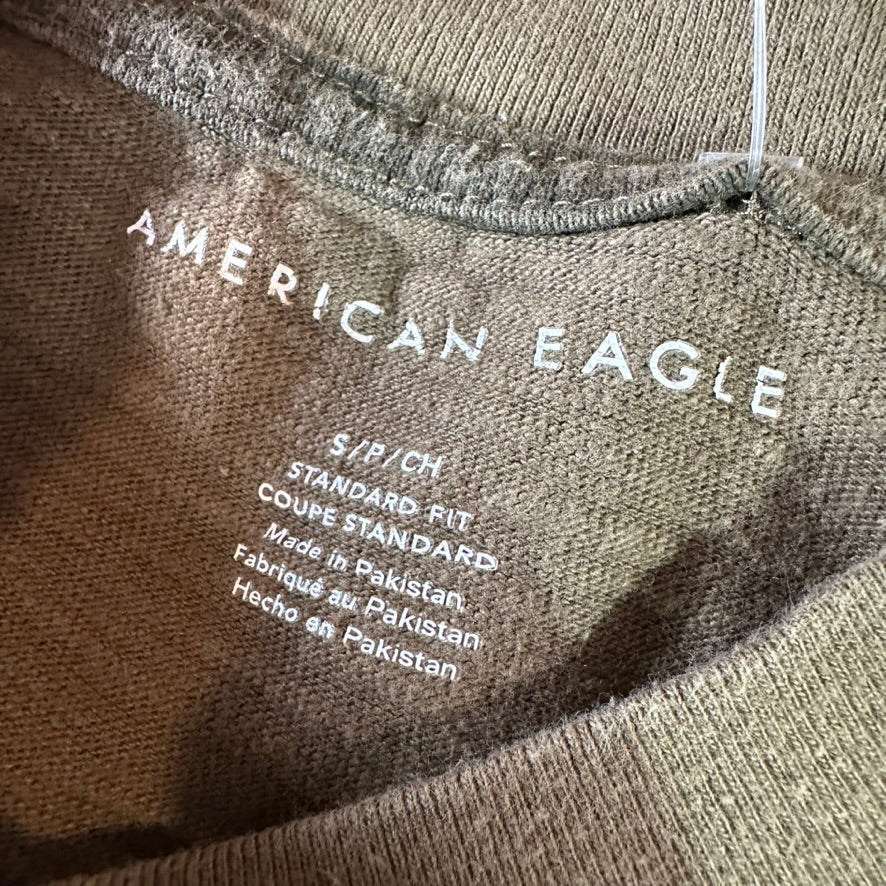 AMERICAN EAGLE
S/P/CH
STANDARD FIT
COUPE STANDARD
Made in Pakistan
Fabriqué au Pakistan
Hecho en Pakistan